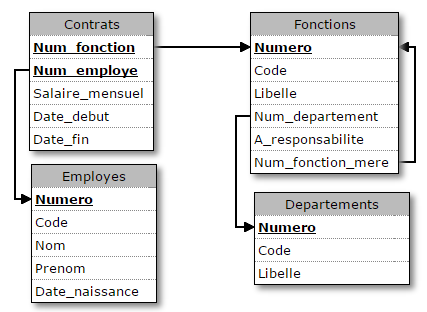 Contrats
Num_fonction
Num_employe
Salaire_mensuel
Date_debut
Date_fin
Fonctions
Numero
Code
Libelle
Num_departement
A_responsabilite
Num_fonction_mere
Employes
Numero
Code
Nom
Prenom
Date_naissance
Departements
Numero
Code
Libelle